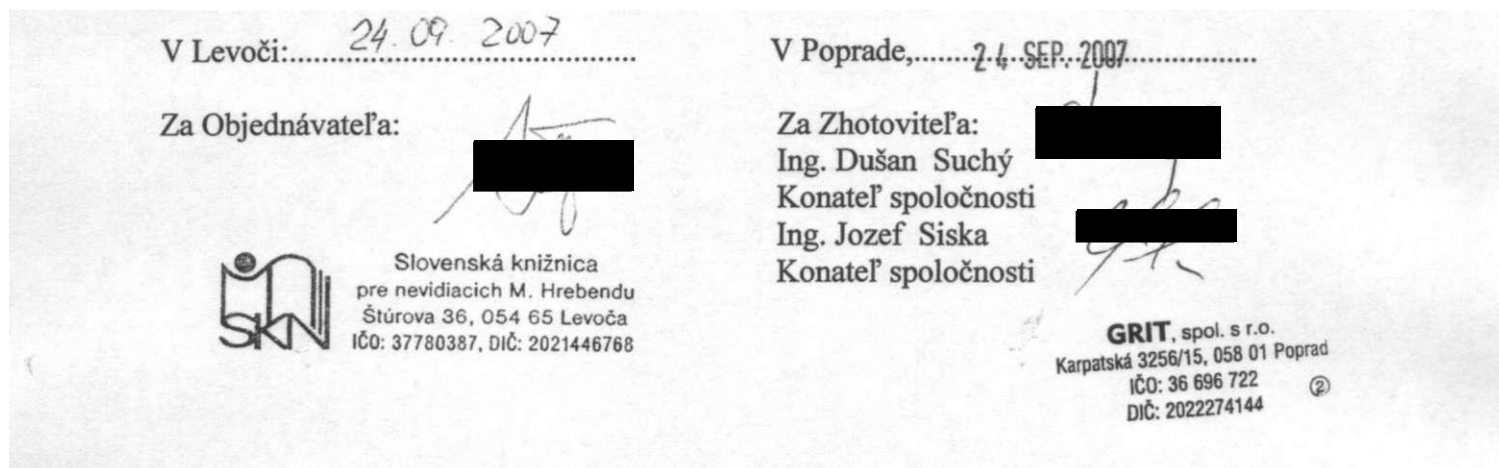 V Levoči:....24. 09. 2007....
Za Objednávateľa:
SKN
Slovenská knižnica
pre nevidiacich M. Hrebendu
Štúrova 36, 054 65 Levoča
IČO: 37780387, DIČ: 2021446768
V Poprade,....24 SEP. 2007....
Za Zhotoviteľa:
Ing. Dušan Suchý
Konateľ spoločnosti
Ing. Jozef Siska
Konateľ spoločnosti
GRIT, spol. s r.o.
Karpatská 3256/15, 058 01 Poprad
IČO: 36 696 722
②
DIČ: 2022274144